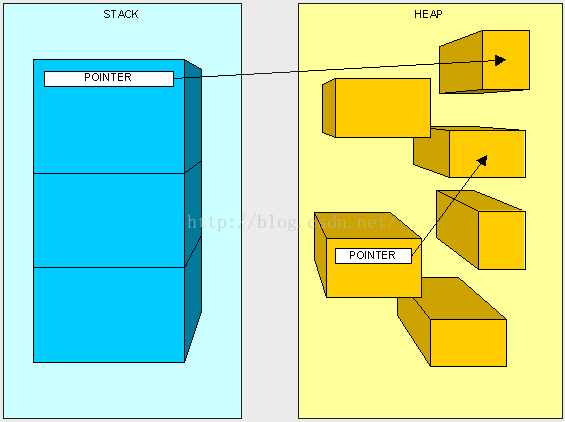 STACK
HEAP
POINTER
http://blog.csdn.net/
POINTER